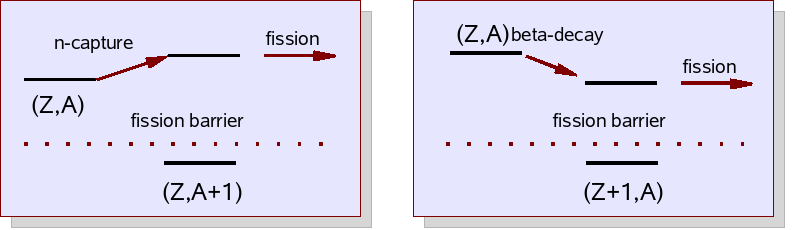 n-capture
fission
(Z,A)
fission barrier
(Z,A+1)
(Z,A) beta-decay
fission
fission barrier
(Z+1,A)